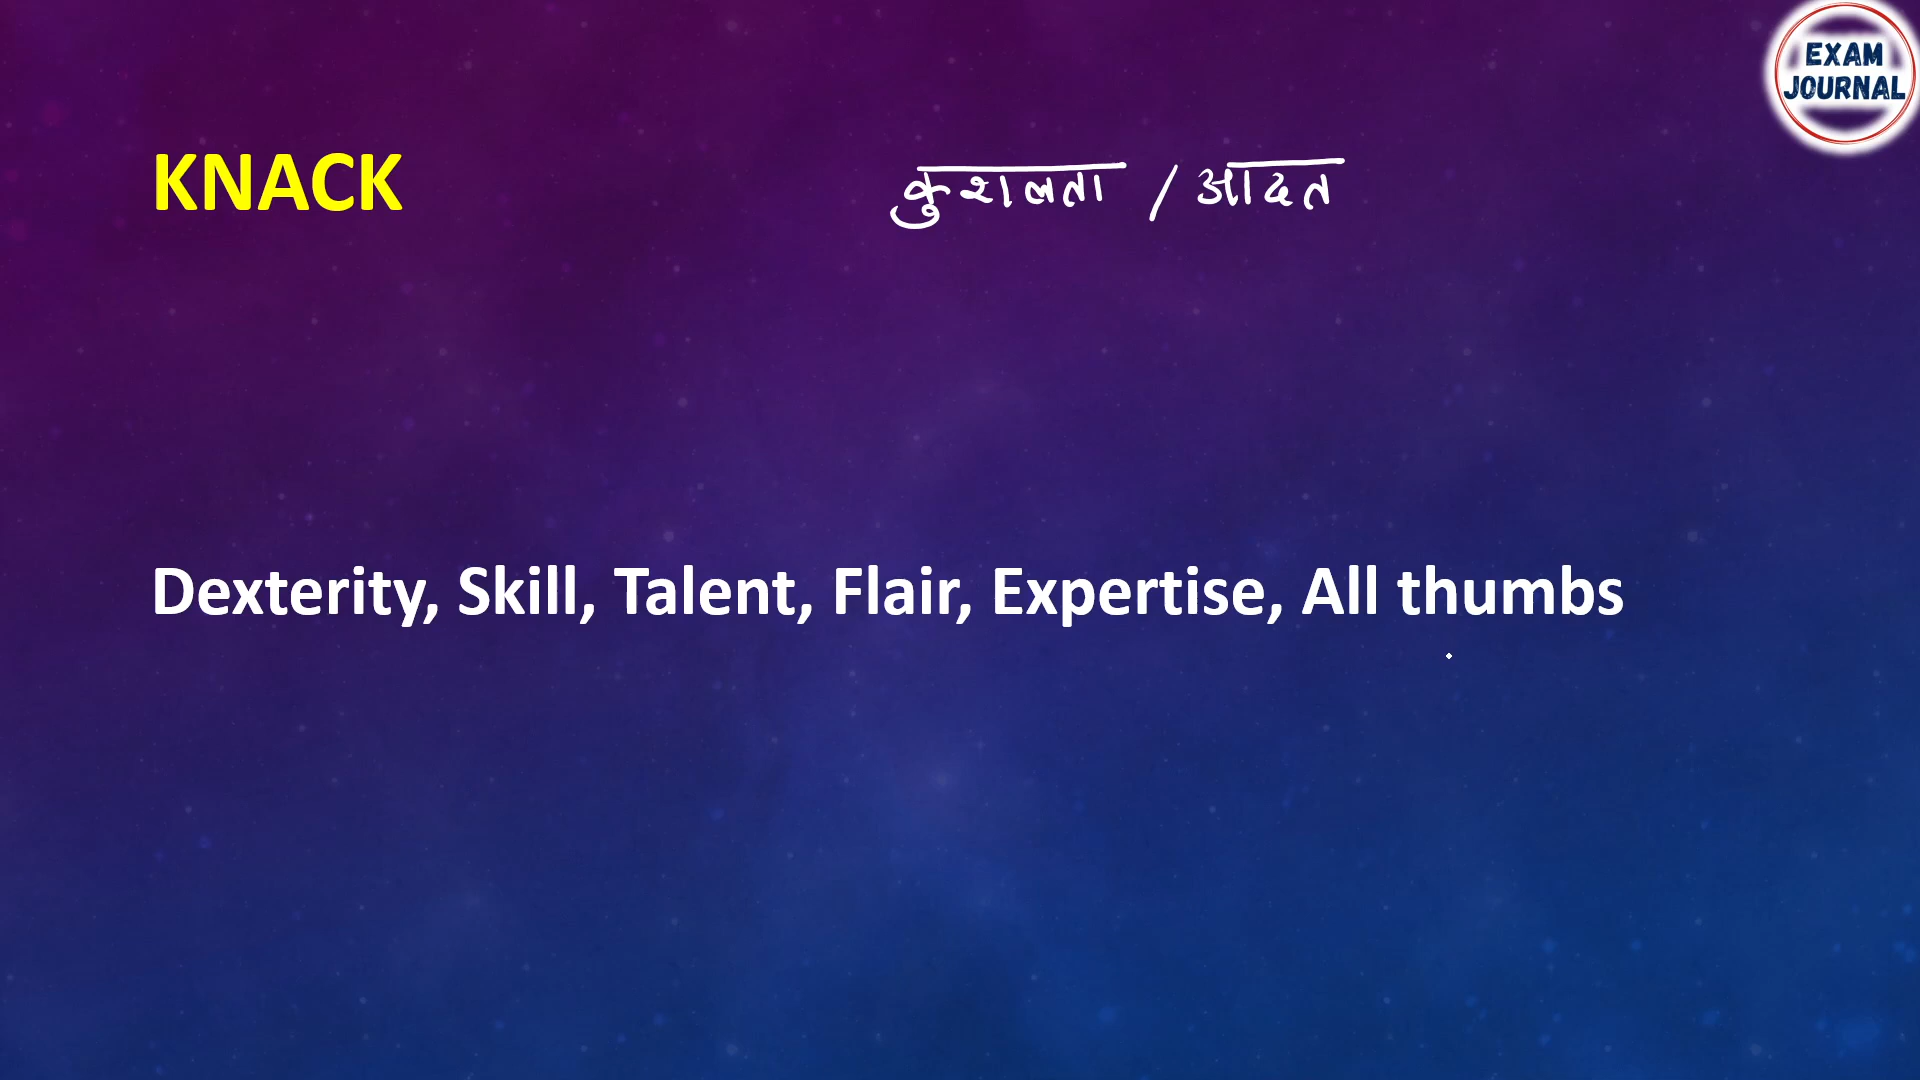 EXAM
JOURNAL
KNACK कुशलता / आदत
Dexterity, Skill, Talent, Flair, Expertise, All thumbs